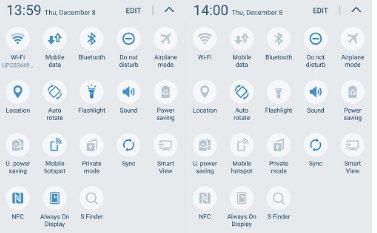 13:59 Thu, December 8 EDIT
Wi-Fi Mobile data Bluetooth Do not disturb Airplane mode
Location Auto rotate Flashlight Sound Power saving
U. power saving Mobile hotspot Private mode Sync Smart View
NFC Always On Display S Finder
14:00 Thu, December 8 EDIT
Wi-Fi Mobile data Bluetooth Do not disturb Airplane mode
Location Auto rotate Flashlight Sound Power saving
U. power saving Mobile hotspot Private mode Sync Smart View
NFC Always On Display S Finder